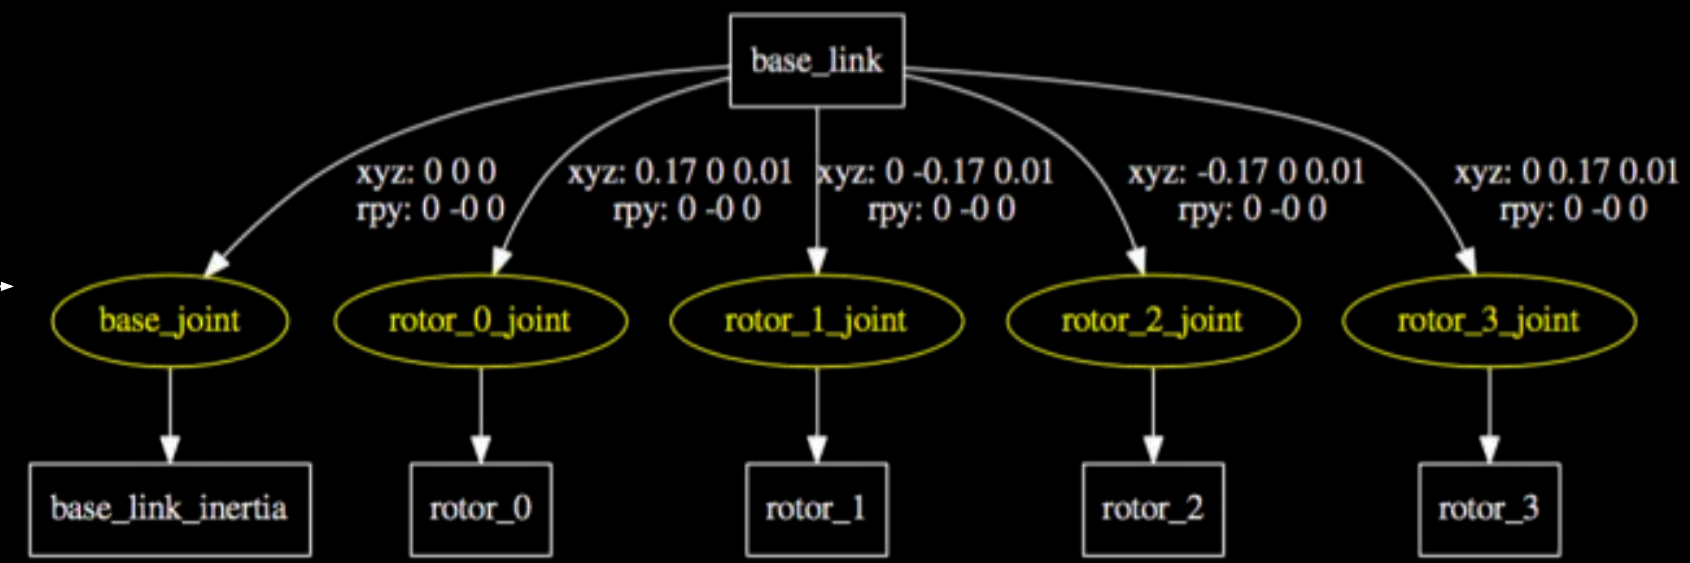 base_link
xyz: 0 0 0
rpy: 0 -0 0
xyz: 0.17 0 0.01
rpy: 0 -0 0
xyz: 0 -0.17 0.01
rpy: 0 -0 0
xyz: -0.17 0 0.01
rpy: 0 -0 0
xyz: 0 0.17 0.01
rpy: 0 -0 0
base_joint
rotor_0_joint
rotor_1_joint
rotor_2_joint
rotor_3_joint
base_link_inertia
rotor_0
rotor_1
rotor_2
rotor_3